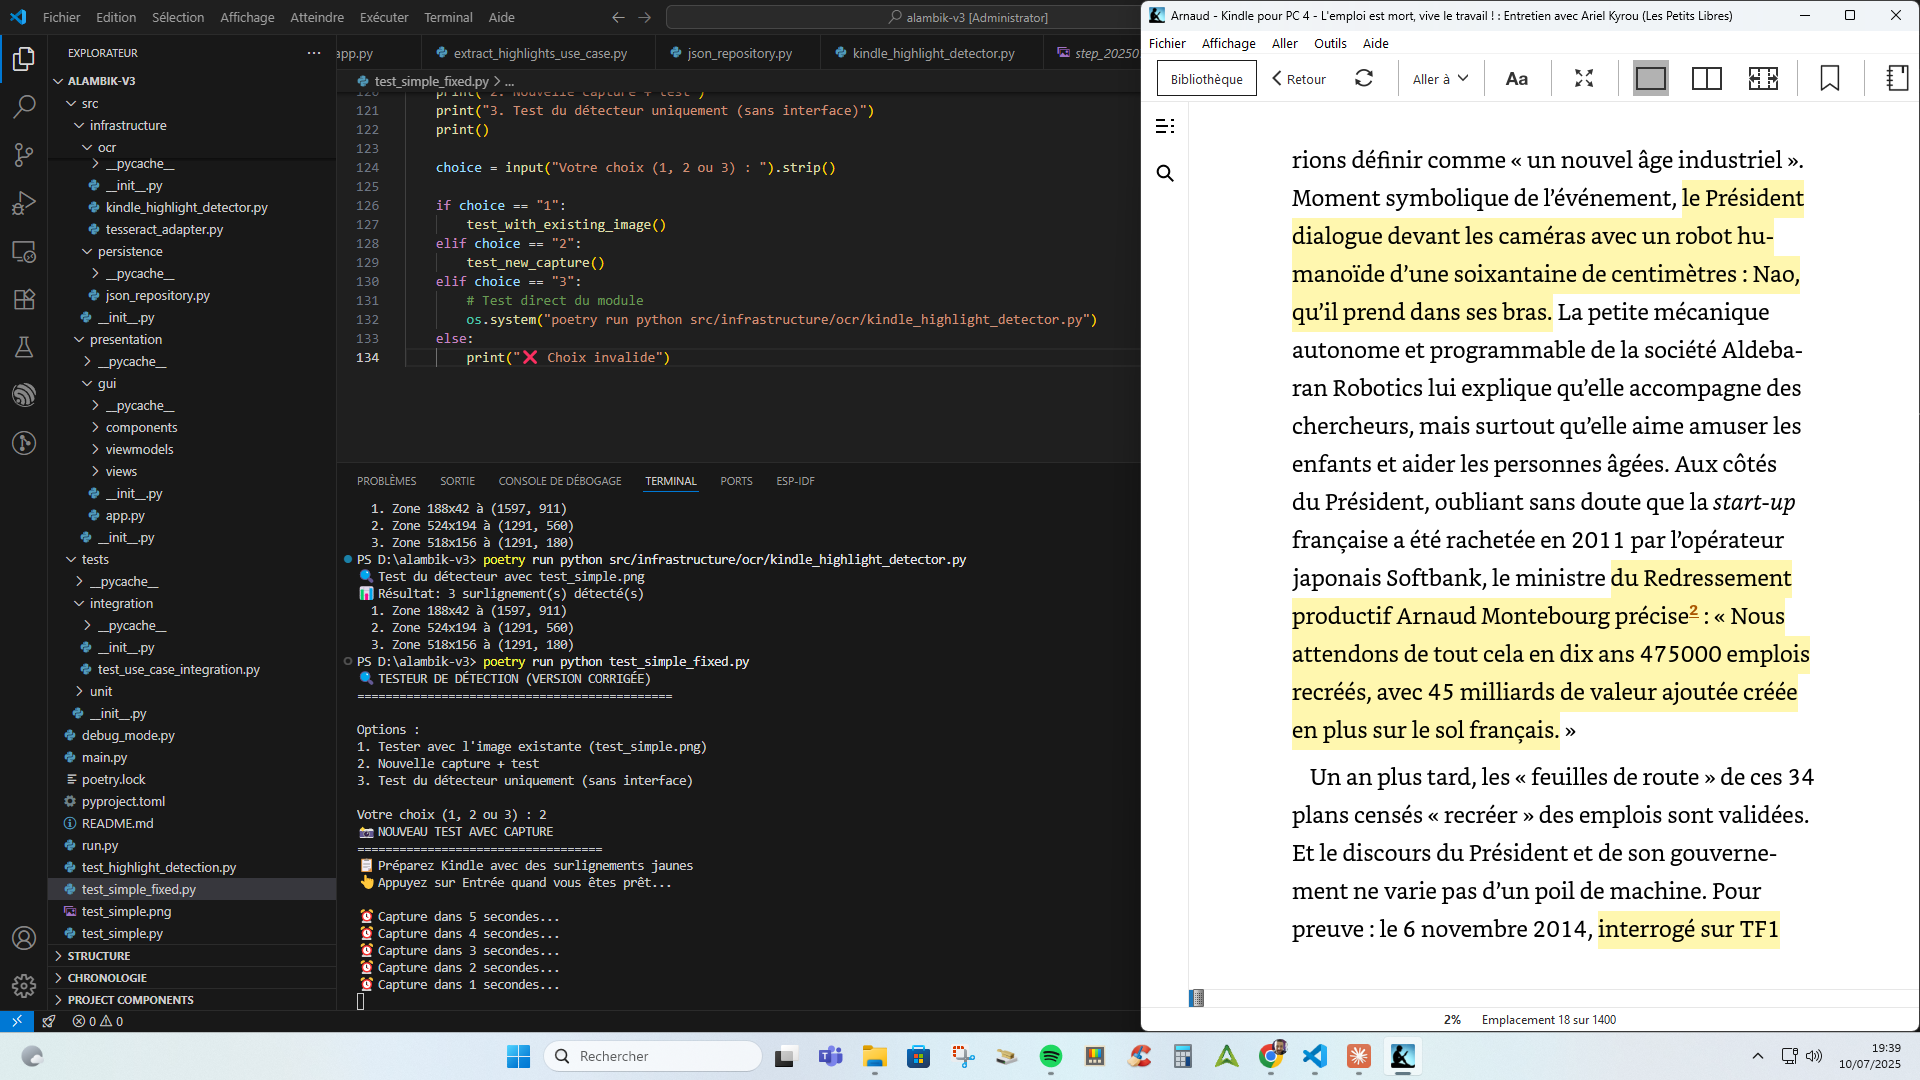 Fichier Edition Sélection Affichage Atteindre Exécuter Terminal Aide
alambik-v3 [Administrator]
EXPLORATEUR
app.py extract_highlights_use_case.py json_repository.py kindle_highlight_detector.py step_20250
test_simple_fixed.py > ...
ALAMBIK-V3
src
infrastructure
ocr
__pycache__
__init__.py
kindle_highlight_detector.py
tesseract_adapter.py
persistence
__pycache__
json_repository.py
__init__.py
presentation
__pycache__
gui
__pycache__
components
viewmodels
views
__init__.py
app.py
__init__.py
tests
__pycache__
integration
__pycache__
__init__.py
test_use_case_integration.py
unit
__init__.py
debug_mode.py
main.py
poetry.lock
pyproject.toml
README.md
run.py
test_highlight_detection.py
test_simple_fixed.py
test_simple.png
test_simple.py
STRUCTURE
CHRONOLOGIE
PROJECT COMPONENTS
120 print("2. Nouvelle capture + test")
121 print("3. Test du détecteur uniquement (sans interface)")
122 print()
123
124 choice = input("Votre choix (1, 2 ou 3) : ").strip()
125
126 if choice == "1":
127 test_with_existing_image()
128 elif choice == "2":
129 test_new_capture()
130 elif choice == "3":
131 # Test direct du module
132 os.system("poetry run python src/infrastructure/ocr/kindle_highlight_detector.py")
133 else:
134 print("❌ Choix invalide")
PROBLÈMES SORTIE CONSOLE DE DÉBOGAGE TERMINAL PORTS ESP-IDF
1. Zone 188x42 à (1597, 911)
2. Zone 524x194 à (1291, 560)
3. Zone 518x156 à (1291, 180)
PS D:\alambik-v3> poetry run python src/infrastructure/ocr/kindle_highlight_detector.py
🔍 Test du détecteur avec test_simple.png
📊 Résultat: 3 surlignement(s) détecté(s)
1. Zone 188x42 à (1597, 911)
2. Zone 524x194 à (1291, 560)
3. Zone 518x156 à (1291, 180)
PS D:\alambik-v3> poetry run python test_simple_fixed.py
🔍 TESTEUR DE DÉTECTION (VERSION CORRIGÉE)
==========================================
Options :
1. Tester avec l'image existante (test_simple.png)
2. Nouvelle capture + test
3. Test du détecteur uniquement (sans interface)
Votre choix (1, 2 ou 3) : 2
📷 NOUVEAU TEST AVEC CAPTURE
=================================
📋 Préparez Kindle avec des surlignements jaunes
👆 Appuyez sur Entrée quand vous êtes prêt...
⏰ Capture dans 5 secondes...
⏰ Capture dans 4 secondes...
⏰ Capture dans 3 secondes...
⏰ Capture dans 2 secondes...
⏰ Capture dans 1 secondes...
0 0
Arnaud - Kindle pour PC 4 - L'emploi est mort, vive le travail ! : Entretien avec Ariel Kyrou (Les Petits Libres)
Fichier Affichage Aller Outils Aide
Bibliothèque Retour Aller à Aa
rions définir comme « un nouvel âge industriel ».
Moment symbolique de l’événement, le Président
dialogue devant les caméras avec un robot hu-
manoïde d’une soixantaine de centimètres : Nao,
qu’il prend dans ses bras. La petite mécanique
autonome et programmable de la société Aldeba-
ran Robotics lui explique qu’elle accompagne des
chercheurs, mais surtout qu’elle aime amuser les
enfants et aider les personnes âgées. Aux côtés
du Président, oubliant sans doute que la start-up
française a été rachetée en 2011 par l’opérateur
japonais Softbank, le ministre du Redressement
productif Arnaud Montebourg précise2 : « Nous
attendons de tout cela en dix ans 475000 emplois
recréés, avec 45 milliards de valeur ajoutée créée
en plus sur le sol français. »
Un an plus tard, les « feuilles de route » de ces 34
plans censés « recréer » des emplois sont validées.
Et le discours du Président et de son gouverne-
ment ne varie pas d’un poil de machine. Pour
preuve : le 6 novembre 2014, interrogé sur TF1
2% Emplacement 18 sur 1400
Rechercher
19:39
10/07/2025